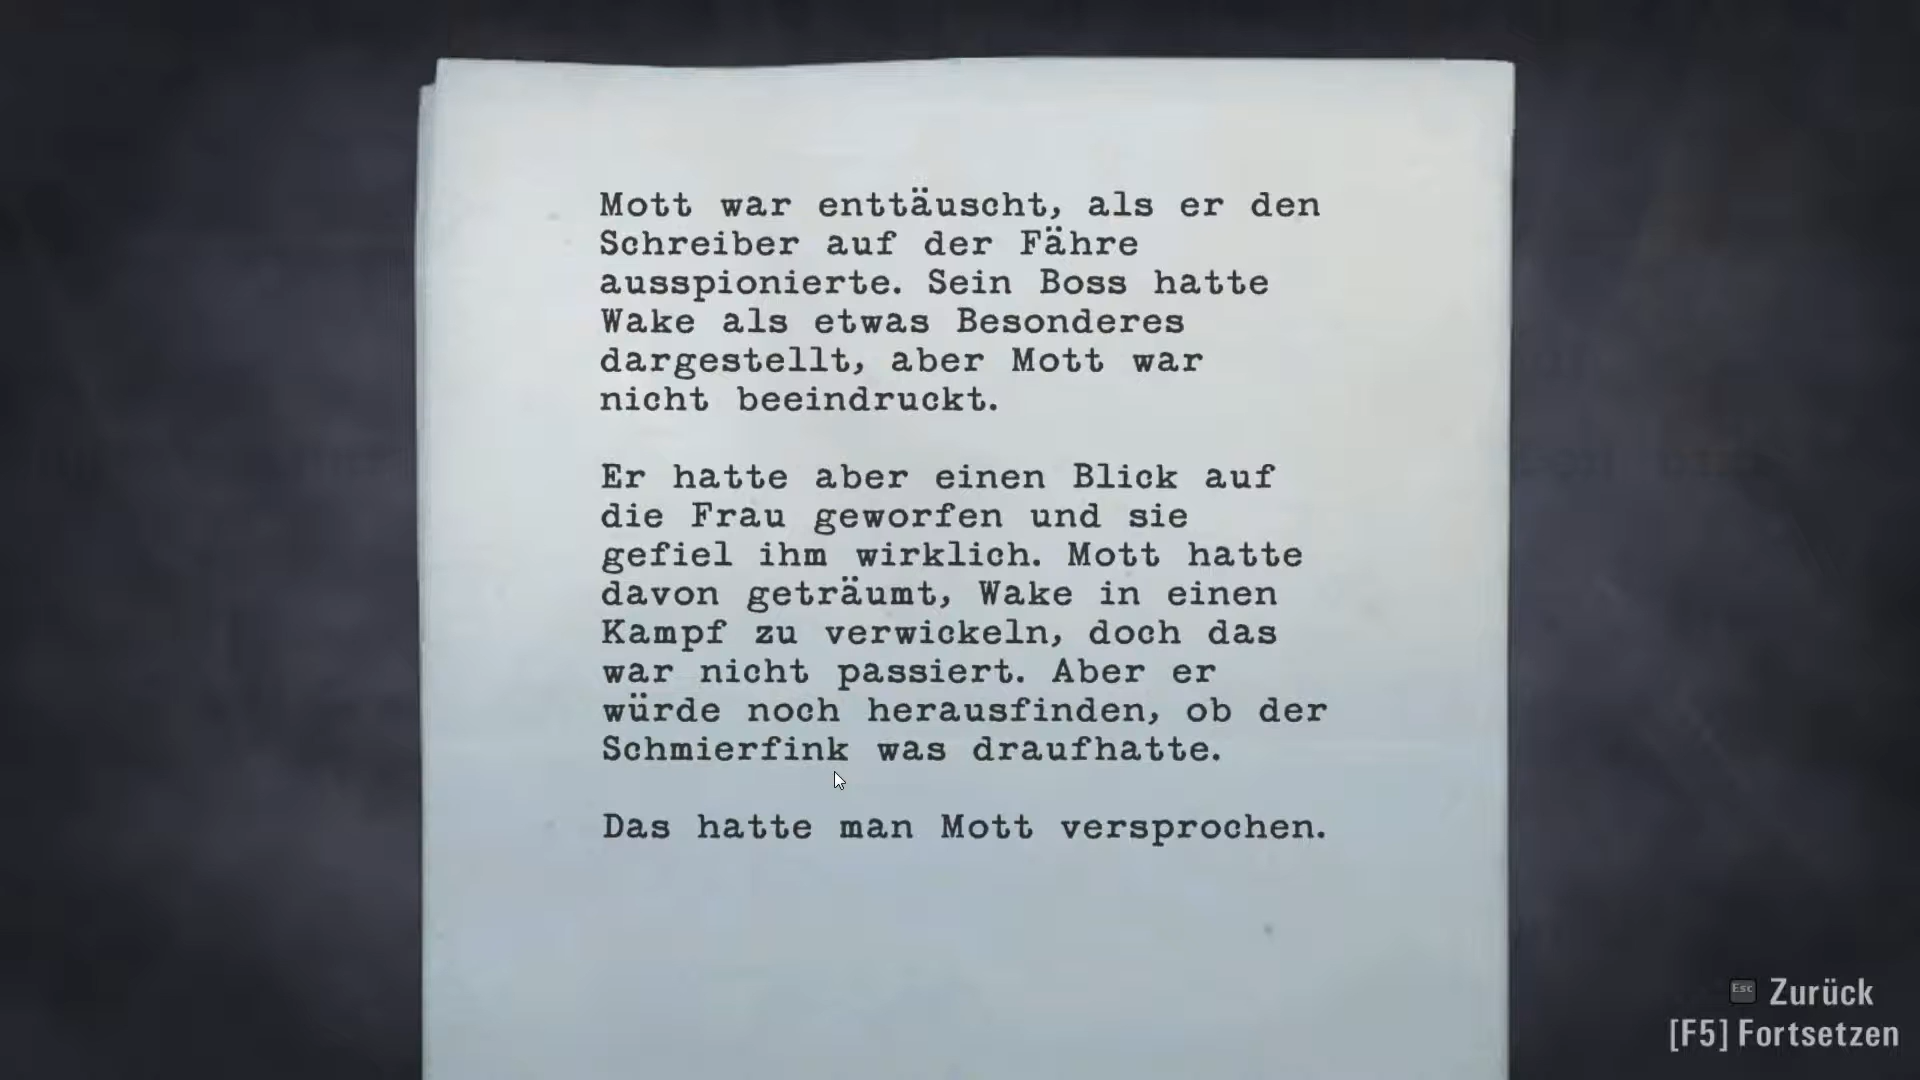 Mott war enttäuscht, als er den
Schreiber auf der Fähre
ausspionierte. Sein Boss hatte
Wake als etwas Besonderes
dargestellt, aber Mott war
nicht beeindruckt.
Er hatte aber einen Blick auf
die Frau geworfen und sie
gefiel ihm wirklich. Mott hatte
davon geträumt, Wake in einen
Kampf zu verwickeln, doch das
war nicht passiert. Aber er
würde noch herausfinden, ob der
Schmierfink was draufhatte.
Das hatte man Mott versprochen.
Esc Zurück
[F5] Fortsetzen